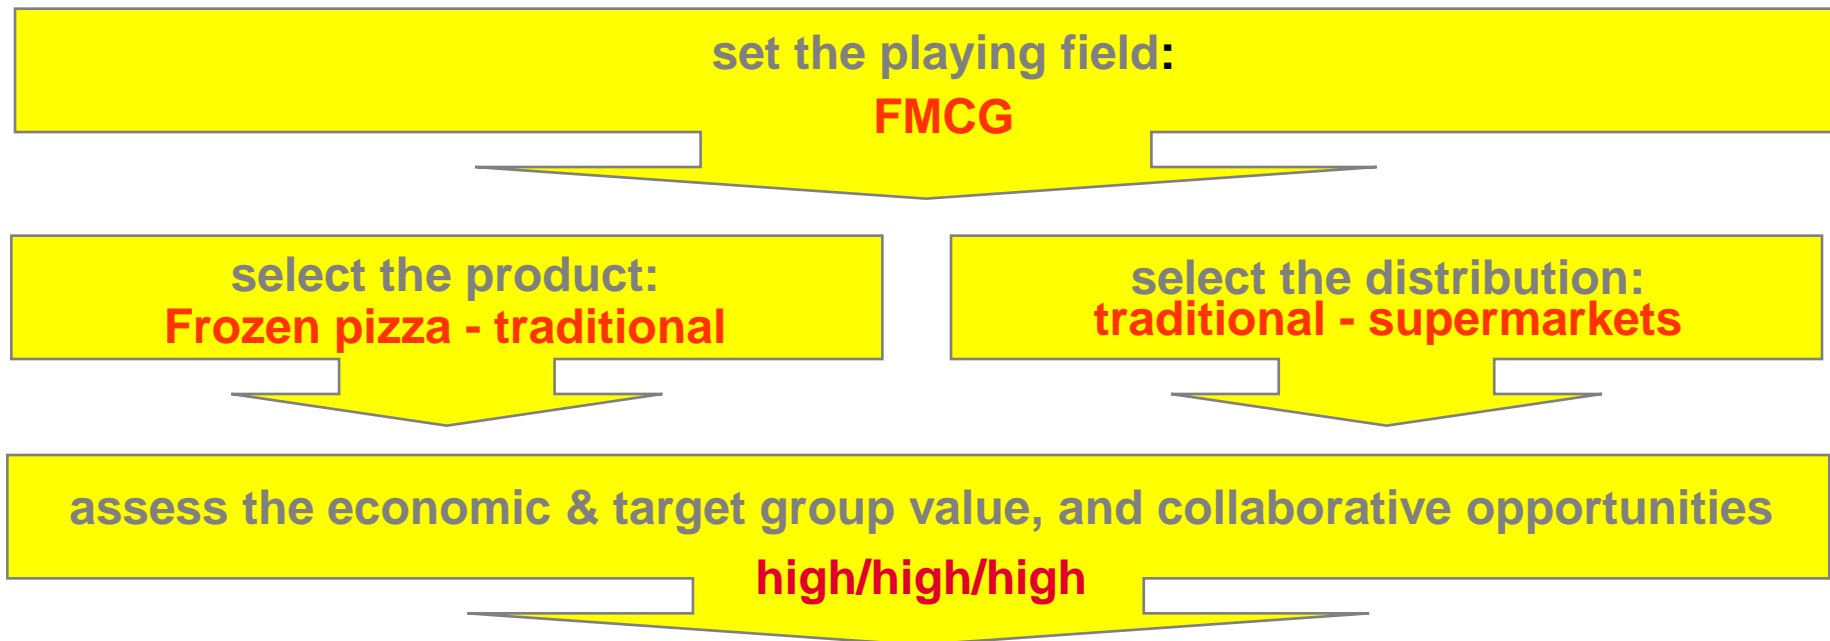 set the playing field:
FMCG
select the product:
Frozen pizza - traditional
select the distribution:
traditional - supermarkets
assess the economic & target group value, and collaborative opportunities
high/high/high